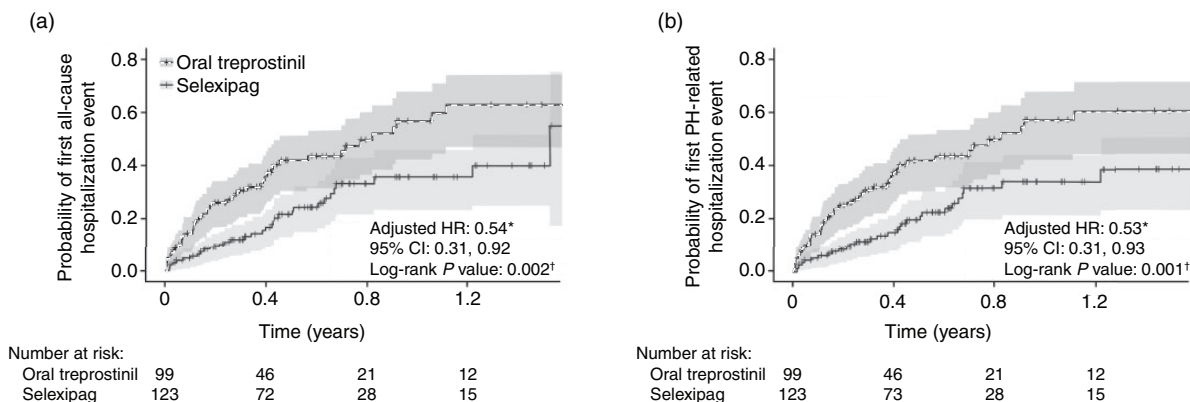 (a)
Probability of first all-cause
hospitalization event
0.8
0.6
0.4
0.2
0.0
Oral treprostinil
Selexipag
Adjusted HR: 0.54*
95% CI: 0.31, 0.92
Log-rank P value: 0.002†
0 0.4 0.8 1.2
Time (years)
Number at risk:
Oral treprostinil 99 46 21 12
Selexipag 123 72 28 15
(b)
Probability of first PH-related
hospitalization event
0.8
0.6
0.4
0.2
0.0
Adjusted HR: 0.53*
95% CI: 0.31, 0.93
Log-rank P value: 0.001†
0 0.4 0.8 1.2
Time (years)
Number at risk:
Oral treprostinil 99 46 21 12
Selexipag 123 73 28 15